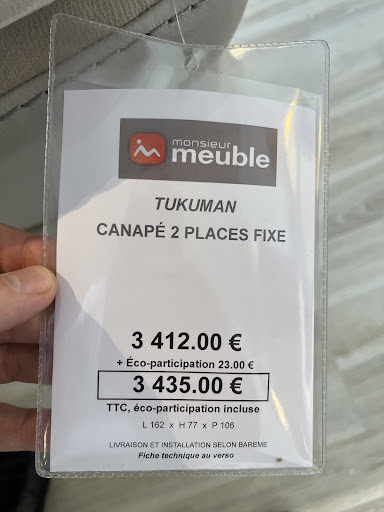 monsieur
meuble
TUKUMAN
CANAPÉ 2 PLACES FIXE
3 412.00 €
+ Éco-participation 23.00 €
3 435.00 €
TTC, éco-participation incluse
L 162 x H 77 x P 106
LIVRAISON ET INSTALLATION SELON BAREME
Fiche technique au verso